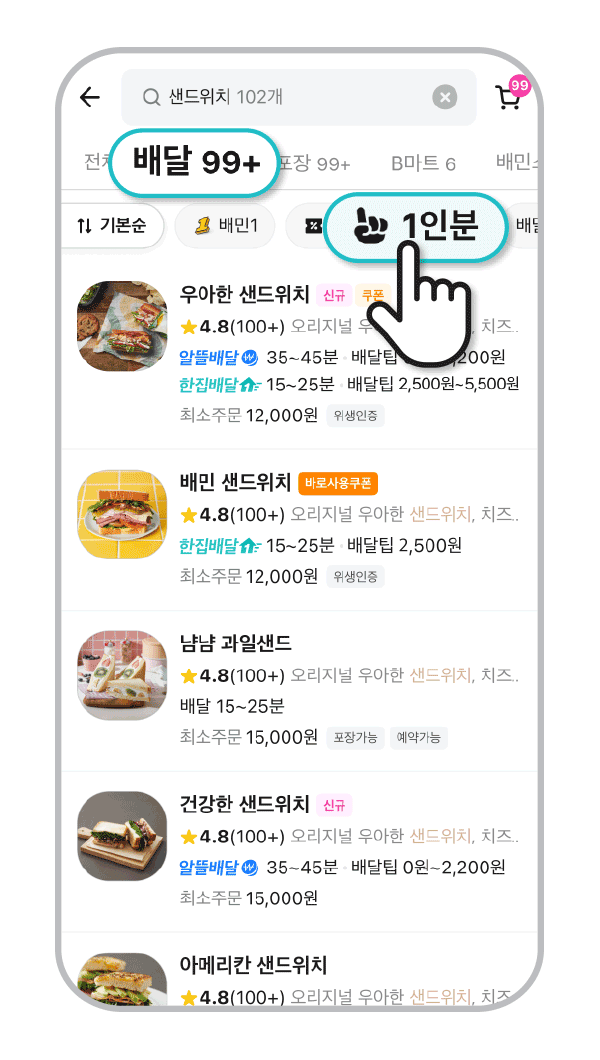 샌드위치 102개
99
전체 배달 99+ 포장 99+ B마트 6 배민스
기본순 배민1 1인분 배달
우아한 샌드위치 신규 쿠폰
4.8(100+) 오리지널 우아, 치즈..
알뜰배달 35~45분 · 배달팁 ,200원
한집배달 15~25분 · 배달팁 2,500원~5,500원
최소주문 12,000원 위생인증
배민 샌드위치 바로사용쿠폰
4.8(100+) 오리지널 우아한 샌드위치, 치즈..
한집배달 15~25분 · 배달팁 2,500원
최소주문 12,000원 위생인증
냠냠 과일샌드
4.8(100+) 오리지널 우아한 샌드위치, 치즈..
배달 15~25분
최소주문 15,000원 포장가능 예약가능
건강한 샌드위치 신규
4.8(100+) 오리지널 우아한 샌드위치, 치즈..
알뜰배달 35~45분 · 배달팁 0원~2,200원
최소주문 15,000원
아메리칸 샌드위치
4.8(100+) 오리지널 우아한 샌드위치, 치즈